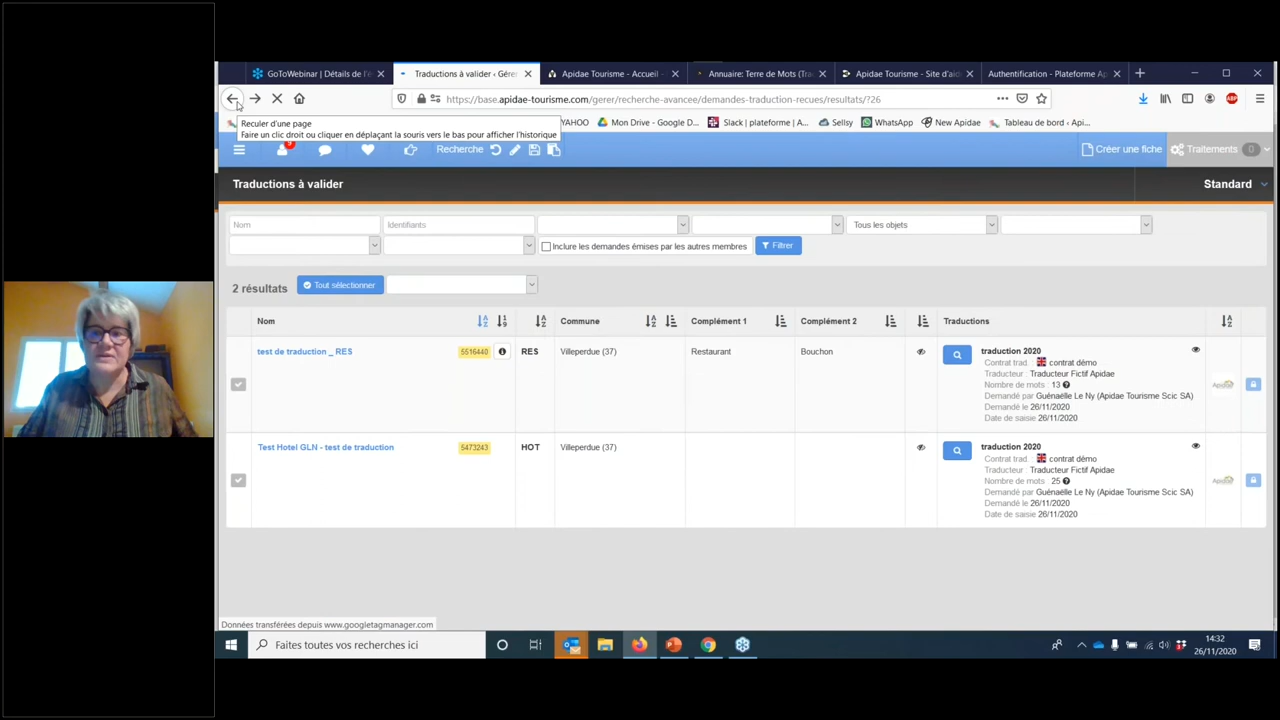 GoToWebinar | Détails de l'é
Traductions à valider ‹ Gérer
Apidae Tourisme - Accueil -
Annuaire: Terre de Mots (Trad
Apidae Tourisme - Site d'ai
Authentification - Plateforme Ap
https://base.apidae-tourisme.com/gerer/recherche-avancee/demandes-traduction-recues/resultats/?26
Reculer d'une page
Faire un clic droit ou cliquer en déplaçant la souris vers le bas pour afficher l'historique
YAHOO
Mon Drive - Google D...
Slack | plateforme | A...
Sellsy
WhatsApp
New Apidae
Tableau de bord ‹ Api...
Recherche
Créer une fiche
Traitements 0
Traductions à valider
Standard
Nom
Identifiants
Tous les objets
Inclure les demandes émises par les autres membres
Filtrer
2 résultats
Tout sélectionner
Nom
Commune
Complément 1
Complément 2
Traductions
test de traduction _ RES
5516440
RES
Villeperdue (37)
Restaurant
Bouchon
traduction 2020
Contrat trad. : contrat démo
Traducteur : Traducteur Fictif Apidae
Nombre de mots : 13
Demandé par Guénaëlle Le Ny (Apidae Tourisme Scic SA)
Demandé le 26/11/2020
Date de saisie 26/11/2020
Test Hotel GLN - test de traduction
5473243
HOT
Villeperdue (37)
traduction 2020
Contrat trad. : contrat démo
Traducteur : Traducteur Fictif Apidae
Nombre de mots : 25
Demandé par Guénaëlle Le Ny (Apidae Tourisme Scic SA)
Demandé le 26/11/2020
Date de saisie 26/11/2020
Données transférées depuis www.googletagmanager.com
Faites toutes vos recherches ici
14:32
26/11/2020